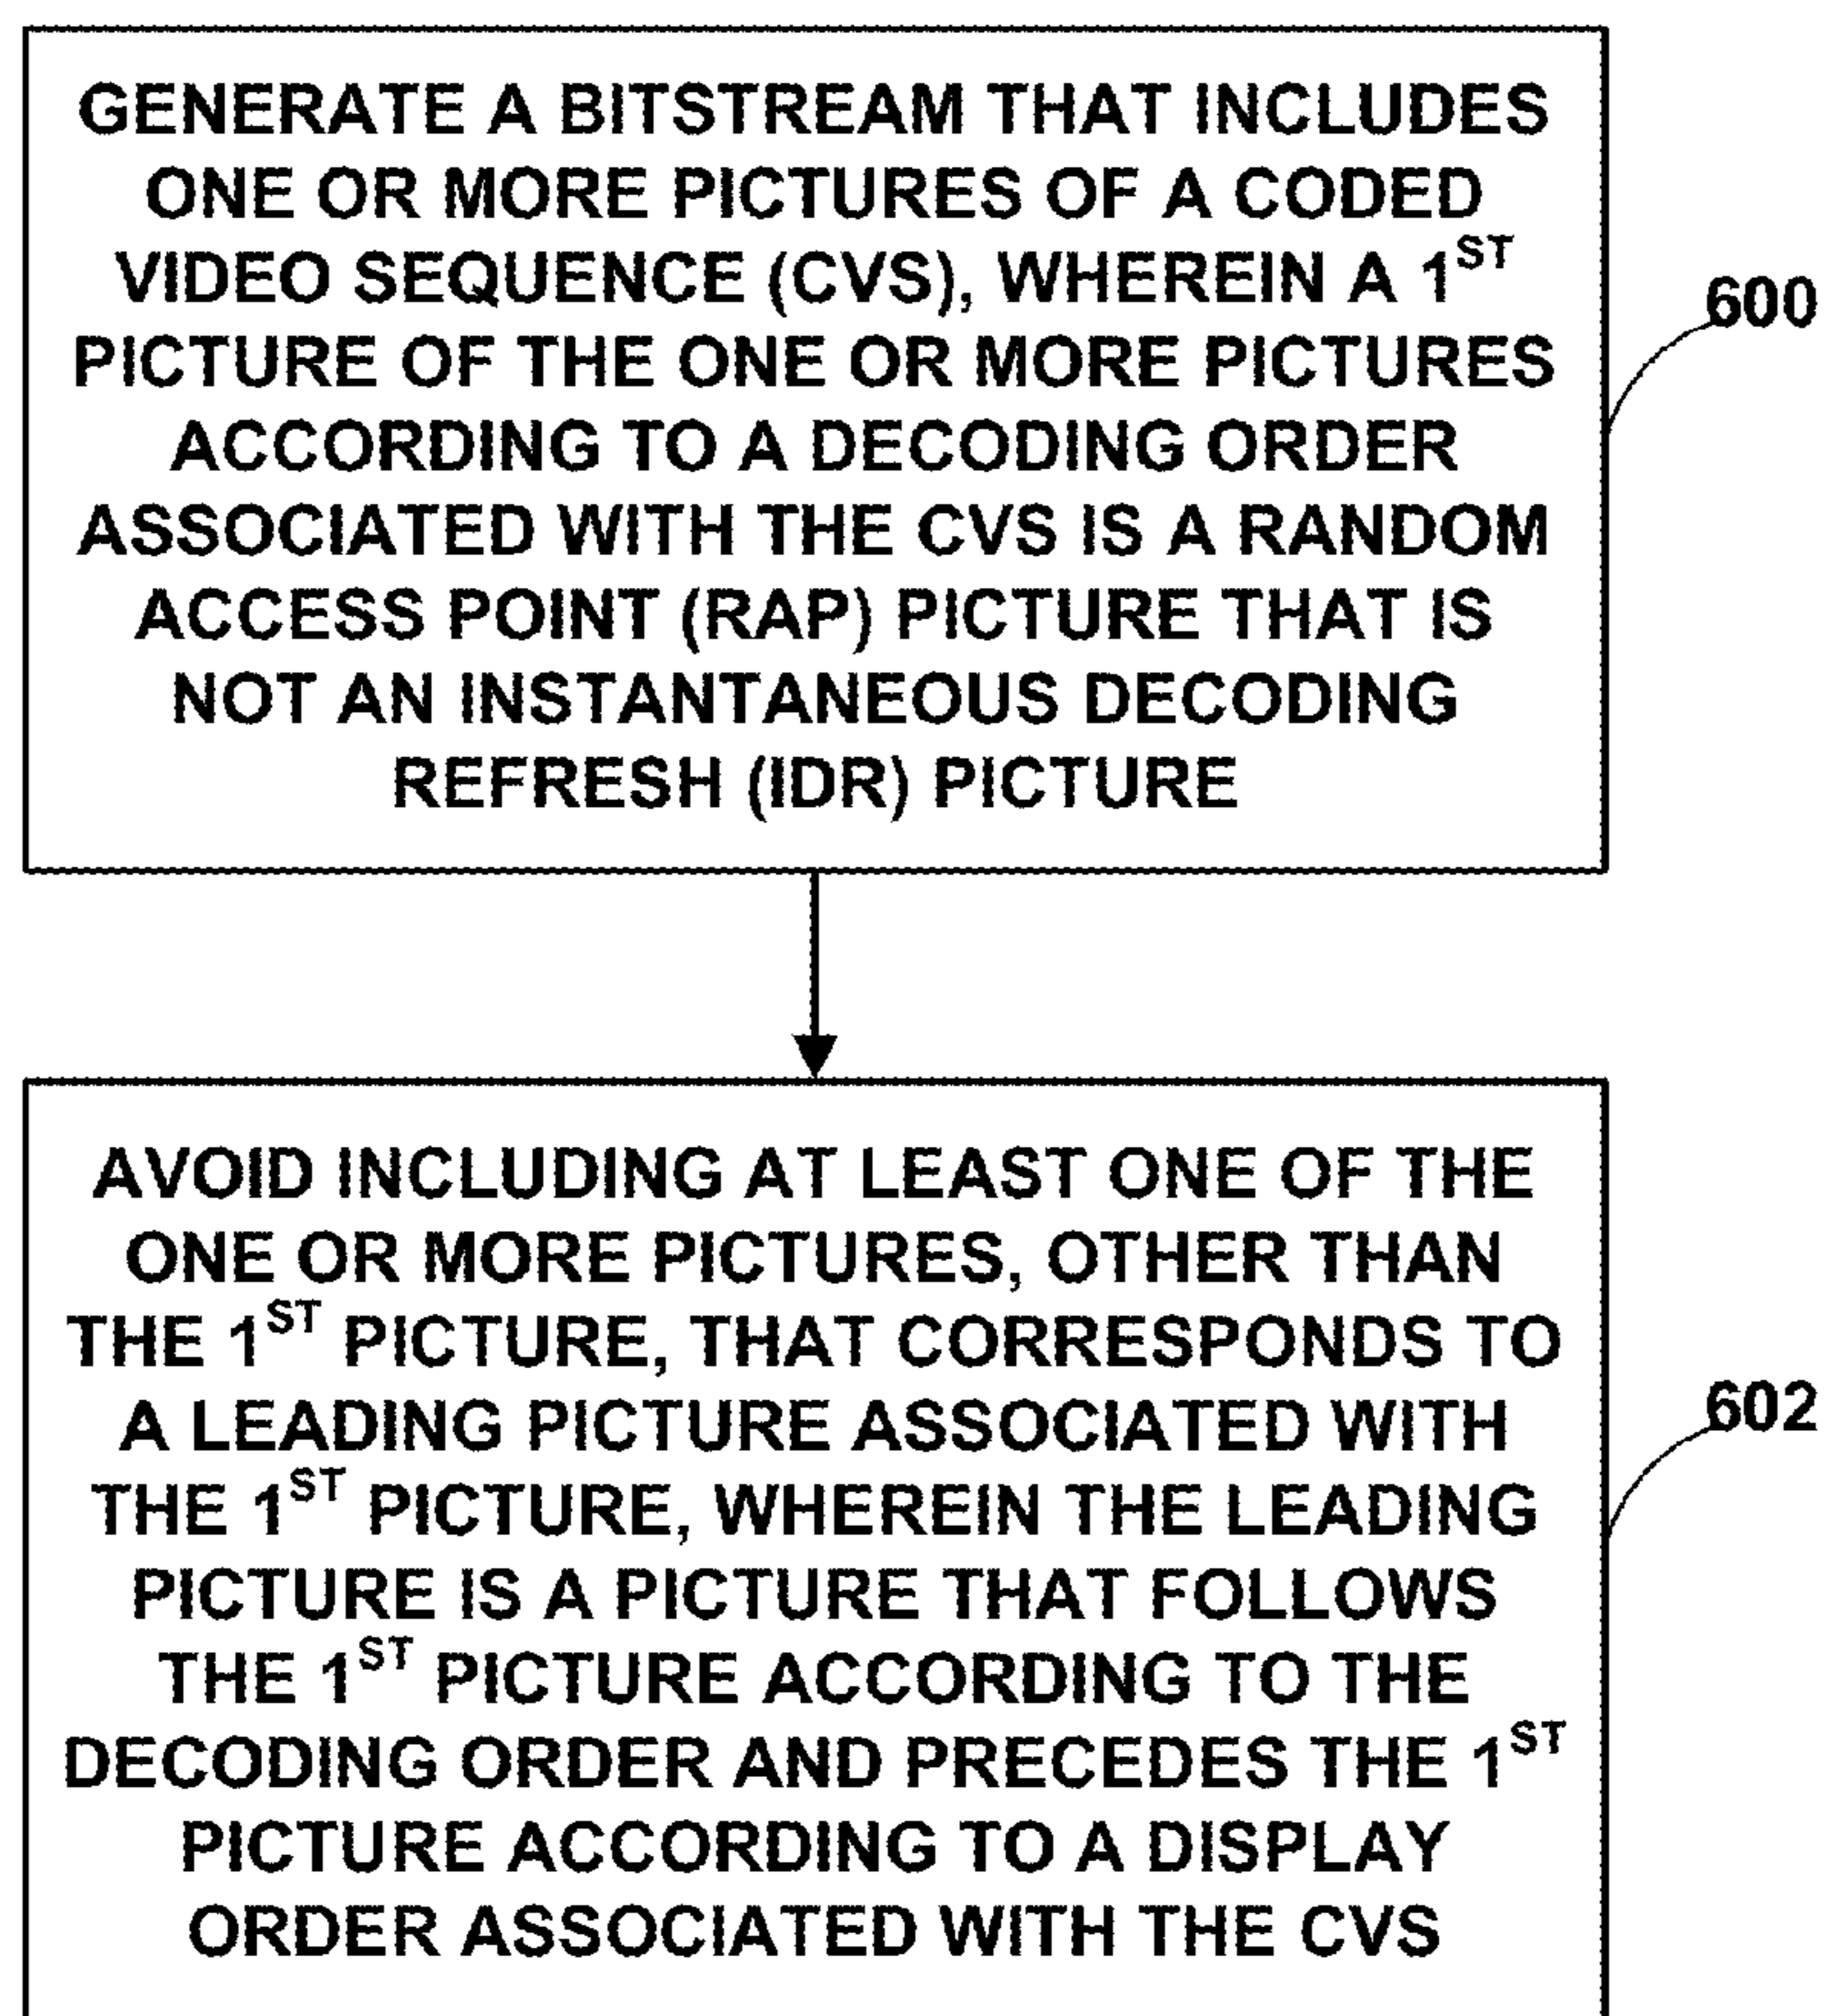 GENERATE A BITSTREAM THAT INCLUDES
ONE OR MORE PICTURES OF A CODED
VIDEO SEQUENCE (CVS), WHEREIN A 1ST
PICTURE OF THE ONE OR MORE PICTURES
ACCORDING TO A DECODING ORDER
ASSOCIATED WITH THE CVS IS A RANDOM
ACCESS POINT (RAP) PICTURE THAT IS
NOT AN INSTANTANEOUS DECODING
REFRESH (IDR) PICTURE
600
AVOID INCLUDING AT LEAST ONE OF THE
ONE OR MORE PICTURES, OTHER THAN
THE 1ST PICTURE, THAT CORRESPONDS TO
A LEADING PICTURE ASSOCIATED WITH
THE 1ST PICTURE, WHEREIN THE LEADING
PICTURE IS A PICTURE THAT FOLLOWS
THE 1ST PICTURE ACCORDING TO THE
DECODING ORDER AND PRECEDES THE 1ST
PICTURE ACCORDING TO A DISPLAY
ORDER ASSOCIATED WITH THE CVS
602